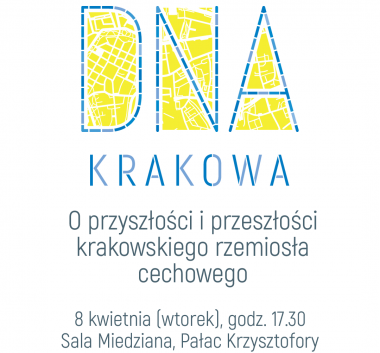 DNA
KRAKOWA
O przyszłości i przeszłości
krakowskiego rzemiosła
cechowego
8 kwietnia (wtorek), godz. 17.30
Sala Miedziana, Pałac Krzysztofory